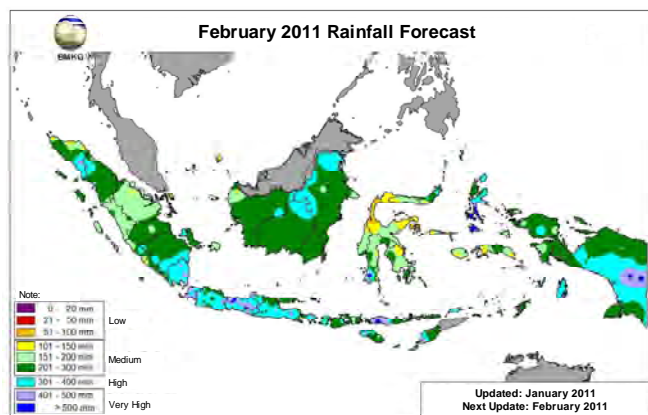 February 2011 Rainfall Forecast
BMKG
Note:
0 - 20 mm
21 - 50 mm
51 - 100 mm
Low
101 - 150 mm
151 - 200 mm
201 - 300 mm
Medium
301 - 400 mm
High
401 - 500 mm
> 500 mm
Very High
Updated: January 2011
Next Update: February 2011